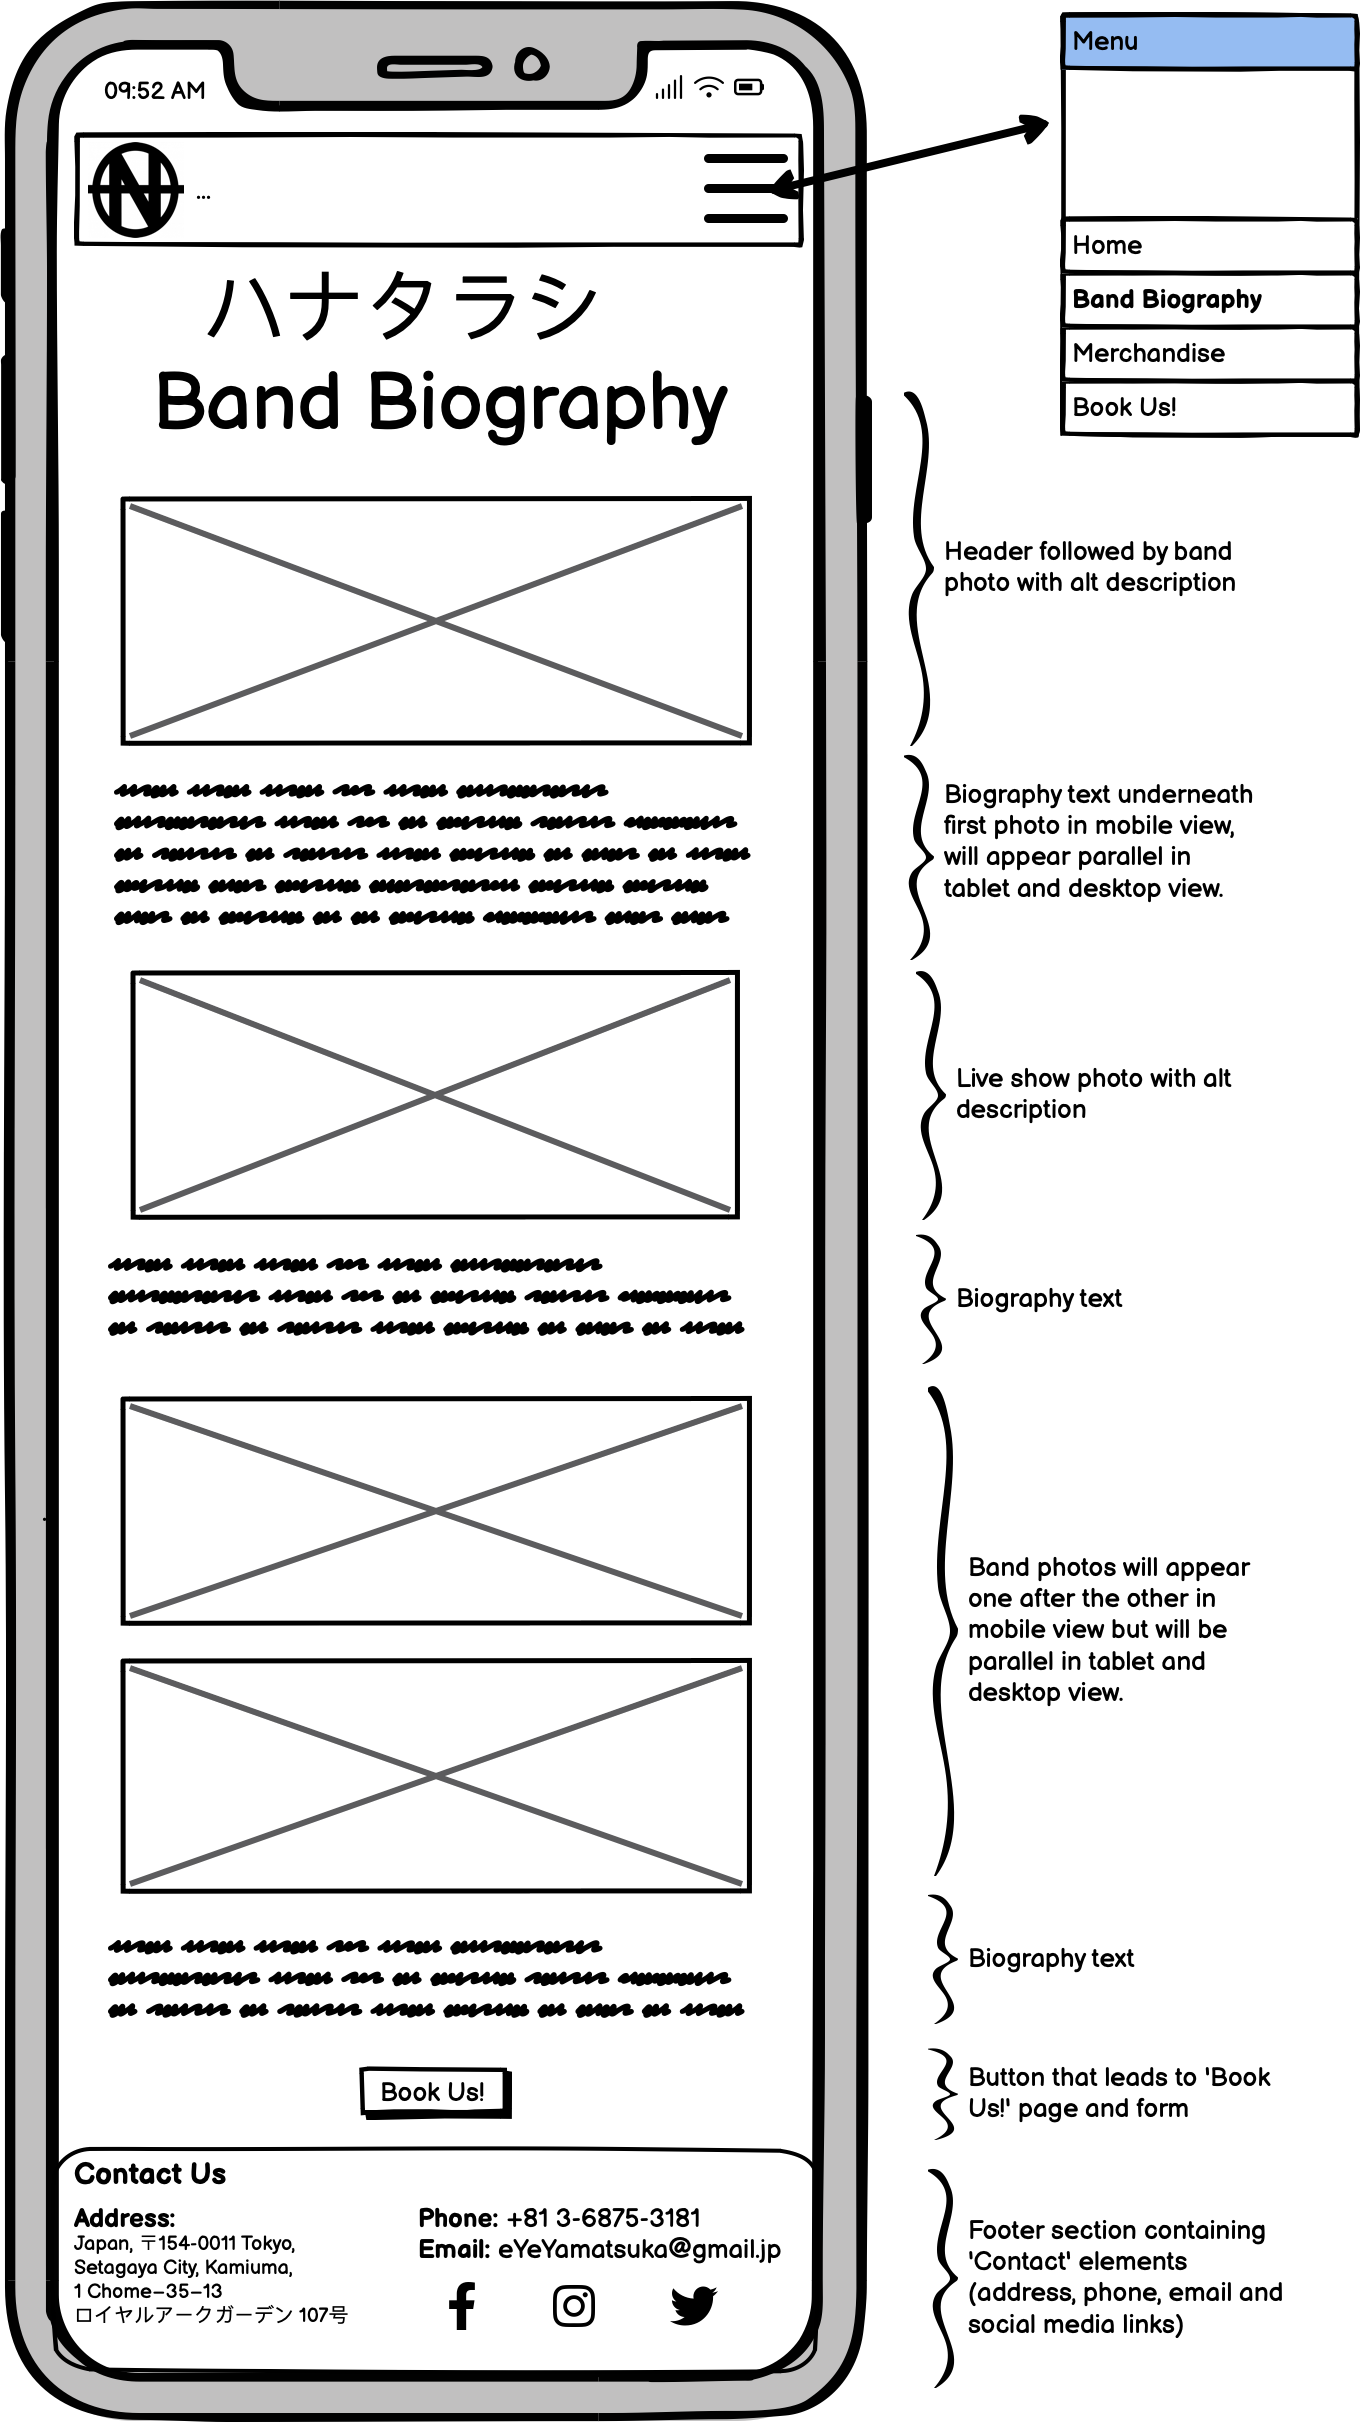 09:52 AM
...
Menu
Home
Band Biography
Merchandise
Book Us!
ハナタラシ
Band Biography
Header followed by band
photo with alt description
Biography text underneath
first photo in mobile view,
will appear parallel in
tablet and desktop view.
Live show photo with alt
description
Biography text
Band photos will appear
one after the other in
mobile view but will be
parallel in tablet and
desktop view.
Biography text
Book Us!
Button that leads to 'Book
Us!' page and form
Contact Us
Address:
Japan, 〒154-0011 Tokyo,
Setagaya City, Kamiuma,
1 Chome−35−13
ロイヤルアークガーデン 107号
Phone: +81 3-6875-3181
Email: eYeYamatsuka@gmail.jp
Footer section containing
'Contact' elements
(address, phone, email and
social media links)